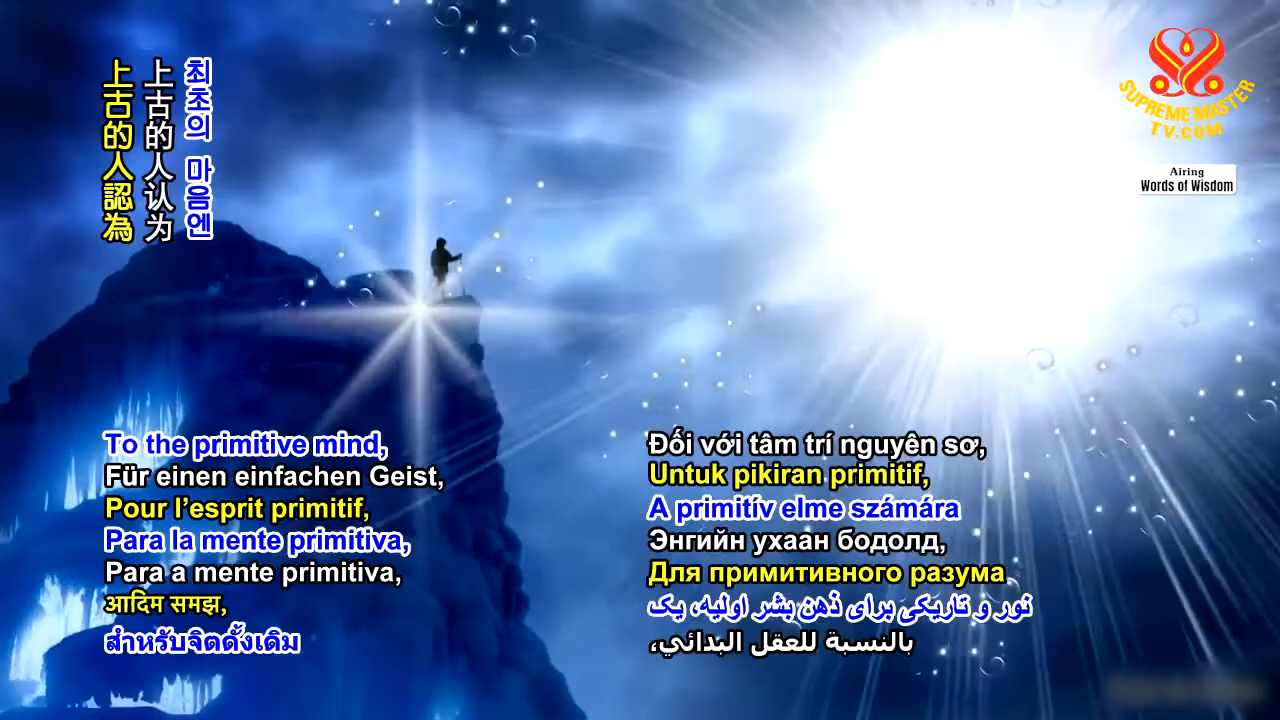 上古的人認為
上古的人认为
최초의 마음엔
SUPREME MASTER
TV.COM
Airing
Words of Wisdom
To the primitive mind,
Für einen einfachen Geist,
Pour l’esprit primitif,
Para la mente primitiva,
Para a mente primitiva,
आदिम समझ,
สำหรับจิตดั้งเดิม
Đối với tâm trí nguyên sơ,
Untuk pikiran primitif,
A primitív elme számára
Энгийн ухаан бодолд,
Для примитивного разума
نور و تاریکی برای ذهن بشر اولیه، یک
بالنسبة للعقل البدائي،